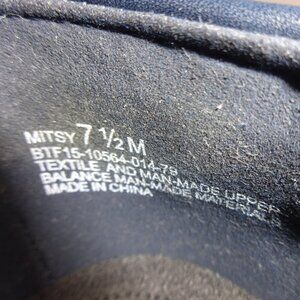 MITSY 7 ½ M
BTF15-10564-014-79
TEXTILE AND MAN-MADE UPPER
BALANCE MAN-MADE MATERIALS
MADE IN CHINA